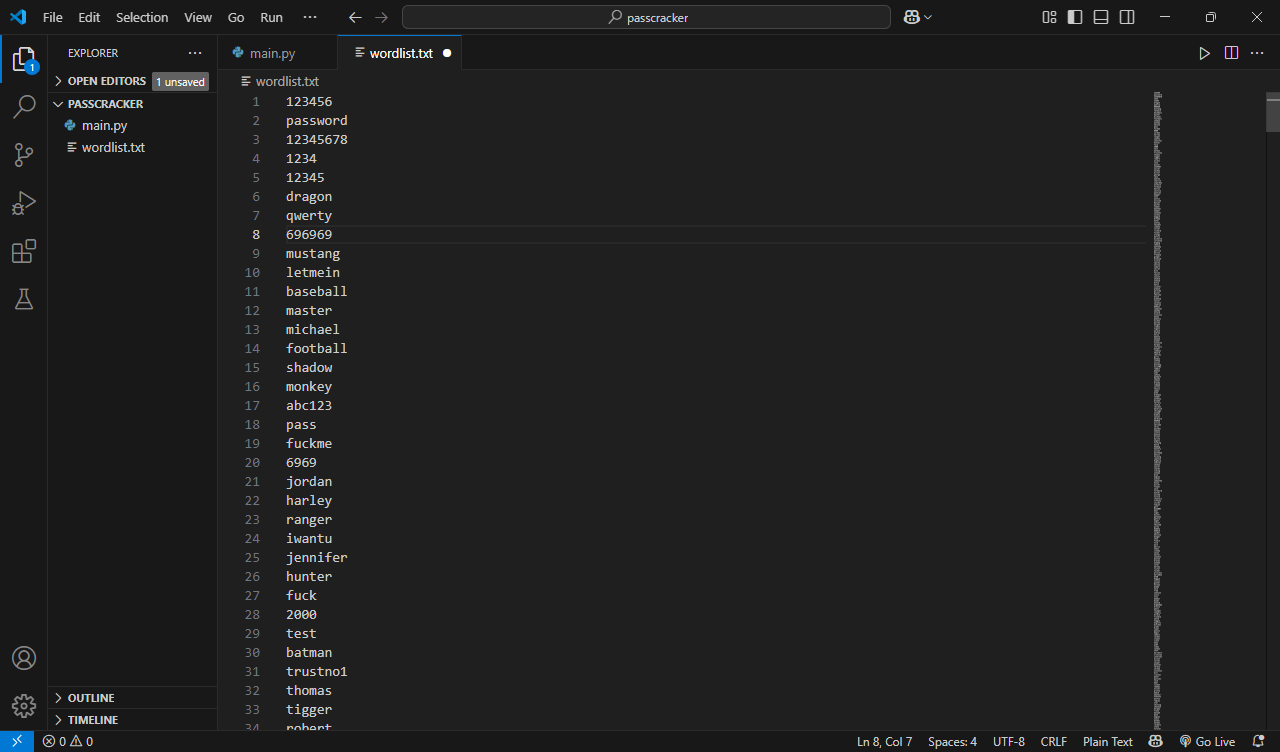 File Edit Selection View Go Run ··· passcracker
EXPLORER ···
OPEN EDITORS 1 unsaved
PASSCRACKER
main.py
wordlist.txt
OUTLINE
TIMELINE
1
main.py wordlist.txt
wordlist.txt
1 123456
2 password
3 12345678
4 1234
5 12345
6 dragon
7 qwerty
8 696969
9 mustang
10 letmein
11 baseball
12 master
13 michael
14 football
15 shadow
16 monkey
17 abc123
18 pass
19 fuckme
20 6969
21 jordan
22 harley
23 ranger
24 iwantu
25 jennifer
26 hunter
27 fuck
28 2000
29 test
30 batman
31 trustno1
32 thomas
33 tigger
34 robert
0 0 Ln 8, Col 7 Spaces: 4 UTF-8 CRLF Plain Text Go Live